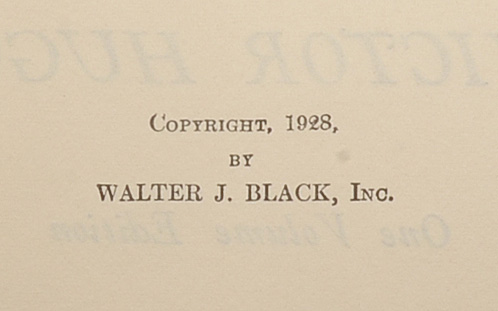 COPYRIGHT, 1928,
BY
WALTER J. BLACK, INC.